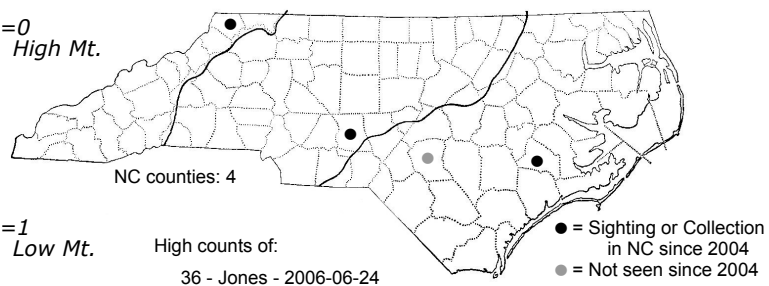 =0
High Mt.
NC counties: 4
=1
Low Mt.
High counts of:
36 - Jones - 2006-06-24
● = Sighting or Collection
in NC since 2004
● = Not seen since 2004